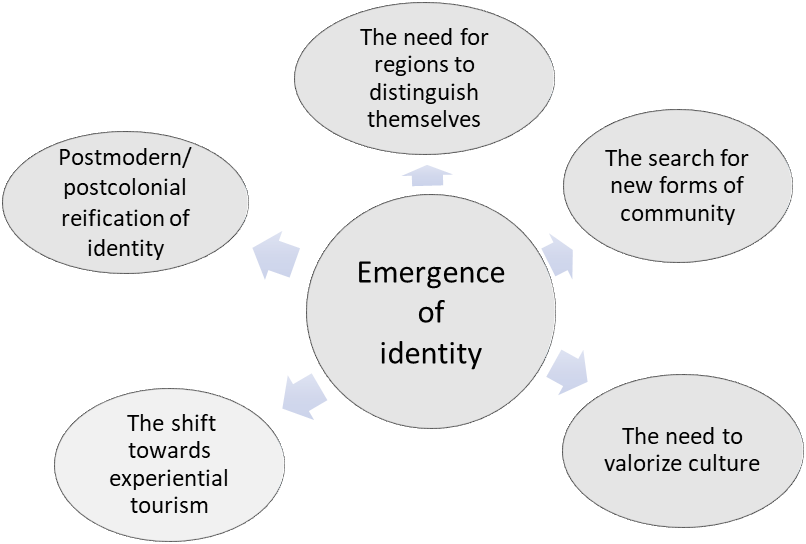 The need for
regions to
distinguish
themselves
Postmodern/
postcolonial
reification of
identity
The search for
new forms of
community
Emergence
of
identity
The shift
towards
experiential
tourism
The need to
valorize culture